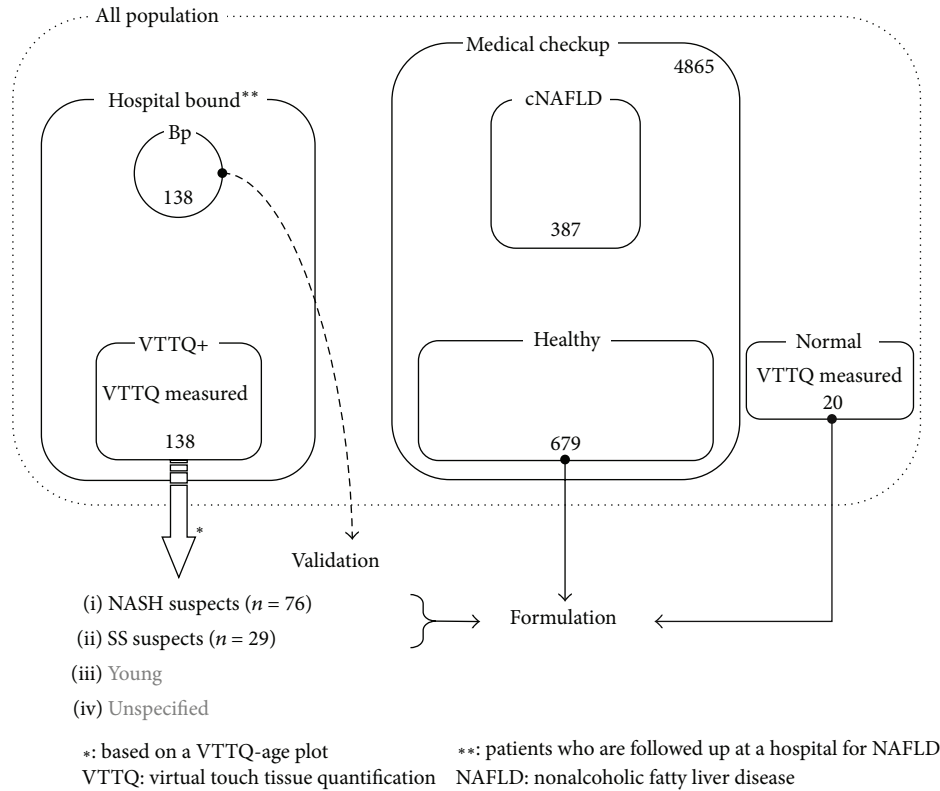 All population
Medical checkup
4865
Hospital bound**
cNAFLD
Bp
138
387
VTTQ+
VTTQ measured
138
Healthy
679
Normal
VTTQ measured
20
*
Validation
(i) NASH suspects (n = 76)
(ii) SS suspects (n = 29)
(iii) Young
(iv) Unspecified
Formulation
*: based on a VTTQ-age plot
**: patients who are followed up at a hospital for NAFLD
VTTQ: virtual touch tissue quantification
NAFLD: nonalcoholic fatty liver disease